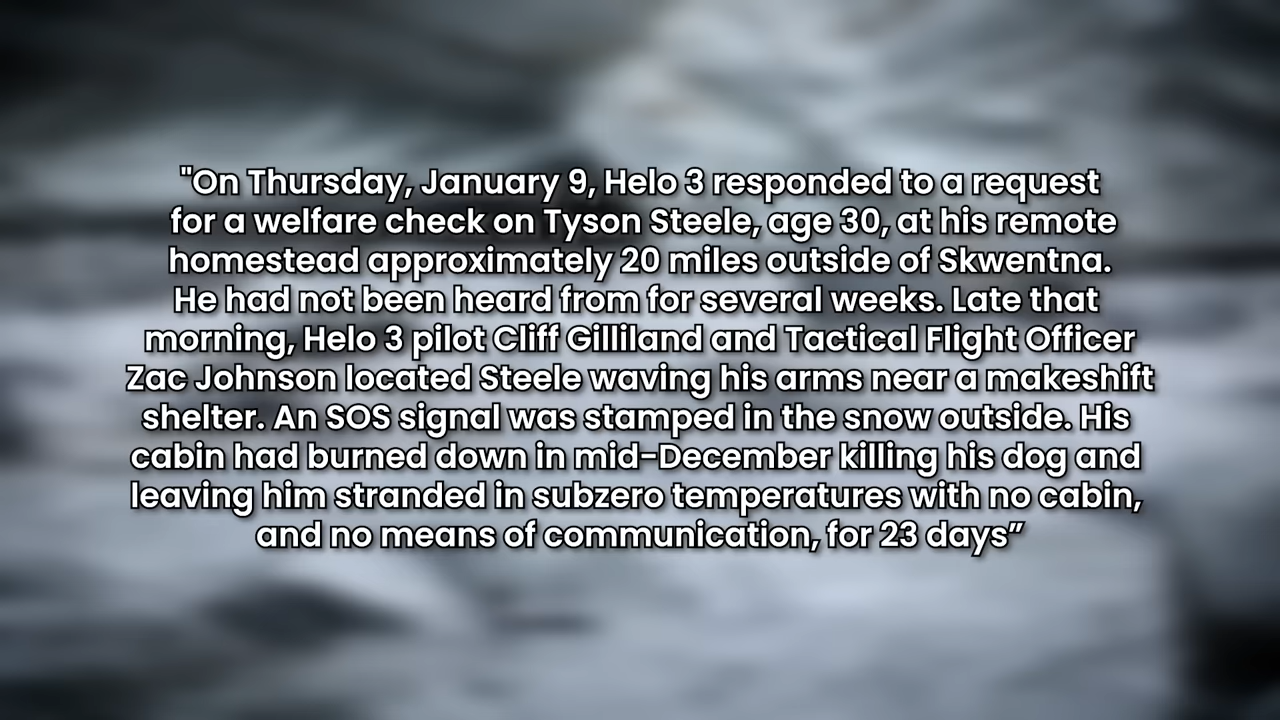 "On Thursday, January 9, Helo 3 responded to a request
for a welfare check on Tyson Steele, age 30, at his remote
homestead approximately 20 miles outside of Skwentna.
He had not been heard from for several weeks. Late that
morning, Helo 3 pilot Cliff Gilliland and Tactical Flight Officer
Zac Johnson located Steele waving his arms near a makeshift
shelter. An SOS signal was stamped in the snow outside. His
cabin had burned down in mid-December killing his dog and
leaving him stranded in subzero temperatures with no cabin,
and no means of communication, for 23 days”